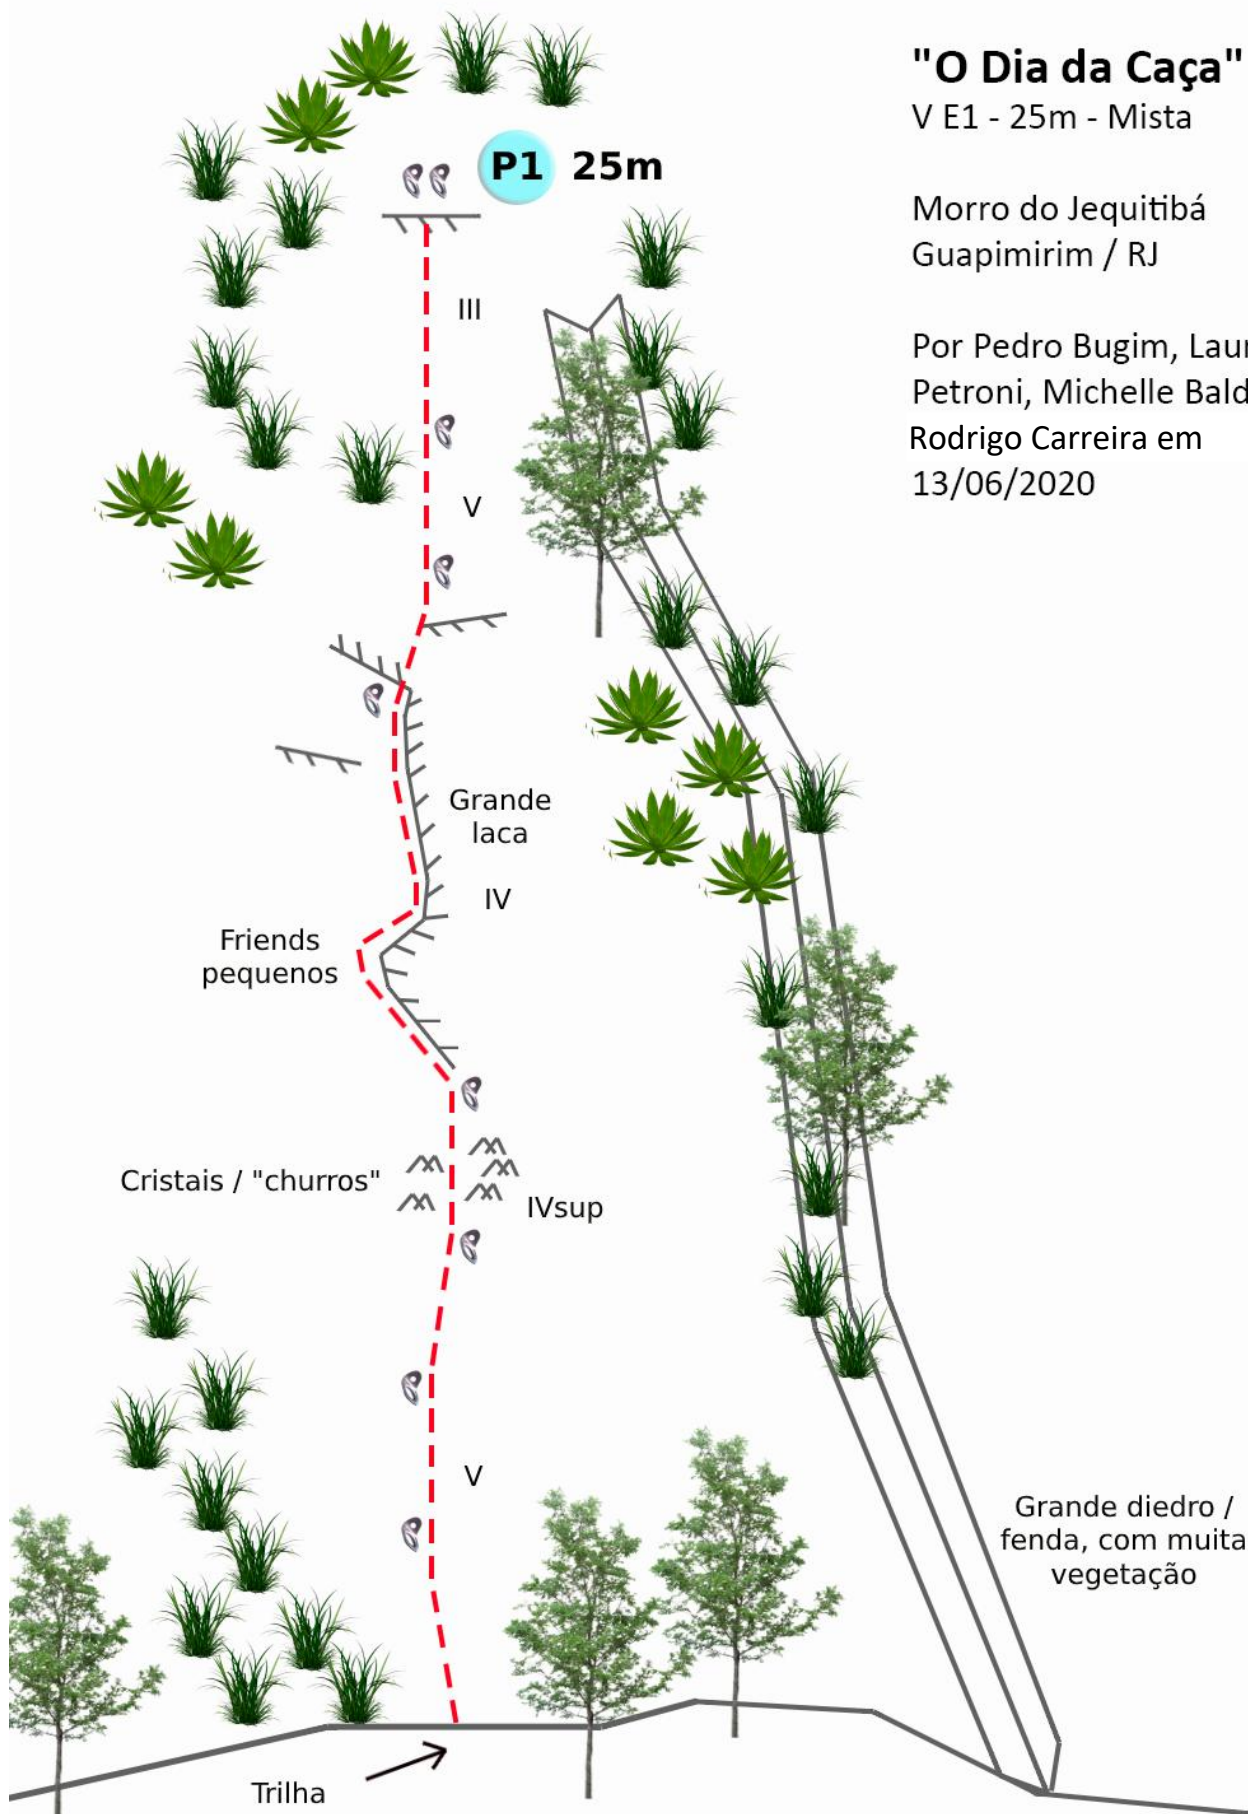 "O Dia da Caça"
V E1 - 25m - Mista
Morro do Jequitibá
Guapimirim / RJ
Por Pedro Bugim,
Petroni, Michelle
Rodrigo Carreira em
13/06/2020
P1 25m
III
V
Grande
laca
IV
Friends
pequenos
Cristais / "churros"
IVsup
V
Grande diedro /
fenda, com muita
vegetação
Trilha